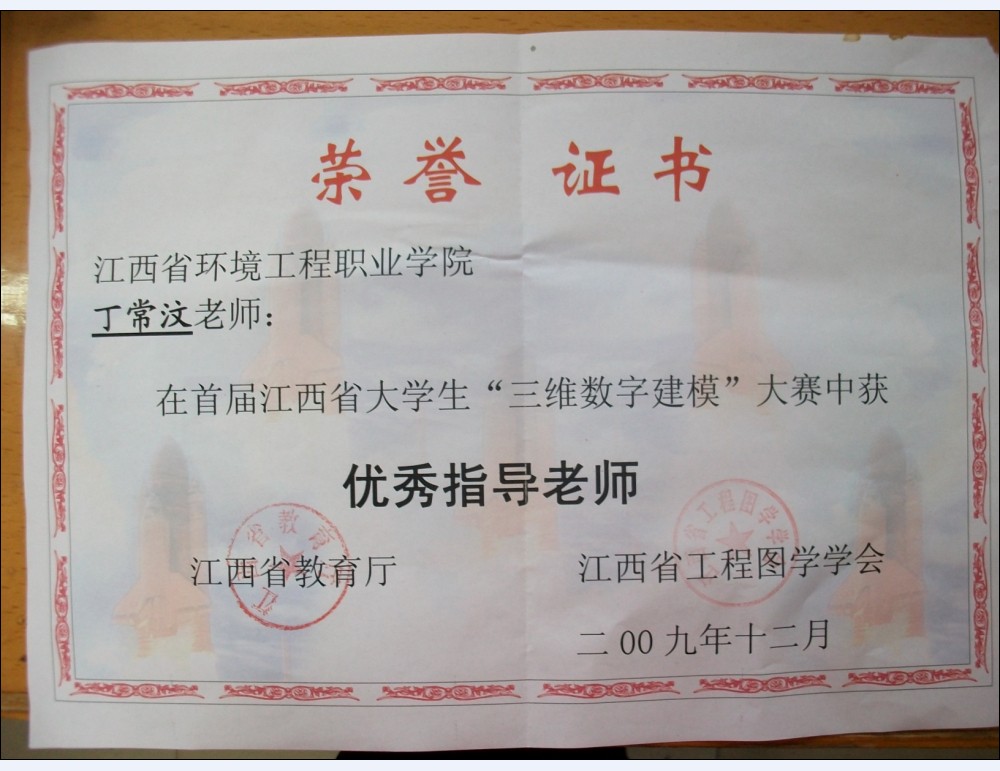 荣誉 证书
江西省环境工程职业学院
丁常汶老师：
在首届江西省大学生“三维数字建模”大赛中获
优秀指导老师
江西省教育厅
江西省工程图学学会
二00九年十二月